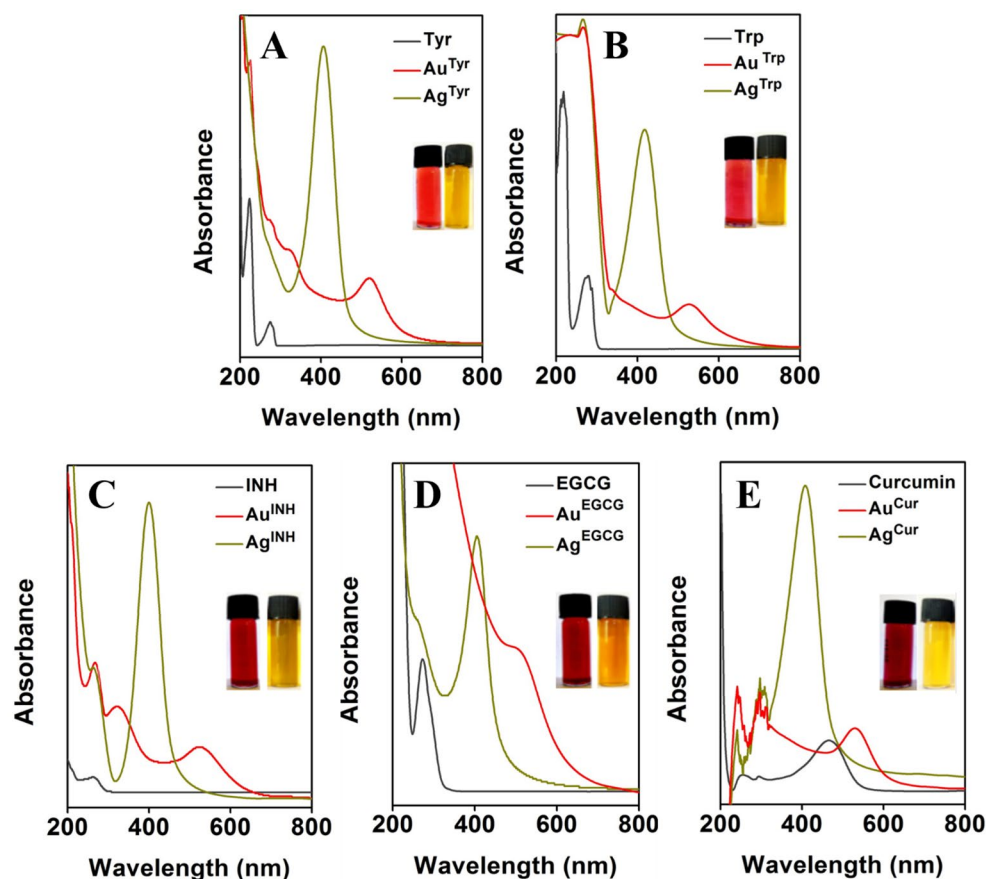 A
Tyr
Au^Tyr
Ag^Tyr
Absorbance
200 400 600 800
Wavelength (nm)
B
Trp
Au^Trp
Ag^Trp
Absorbance
200 400 600 800
Wavelength (nm)
C
INH
Au^INH
Ag^INH
Absorbance
200 400 600 800
Wavelength (nm)
D
EGCG
Au^EGCG
Ag^EGCG
Absorbance
200 400 600 800
Wavelength (nm)
E
Curcumin
Au^Cur
Ag^Cur
Absorbance
200 400 600 800
Wavelength (nm)